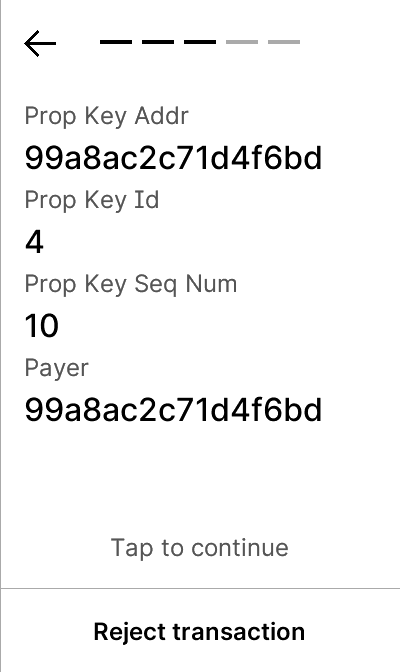 Prop Key Addr
99a8ac2c71d4f6bd
Prop Key Id
4
Prop Key Seq Num
10
Payer
99a8ac2c71d4f6bd
Tap to continue
Reject transaction